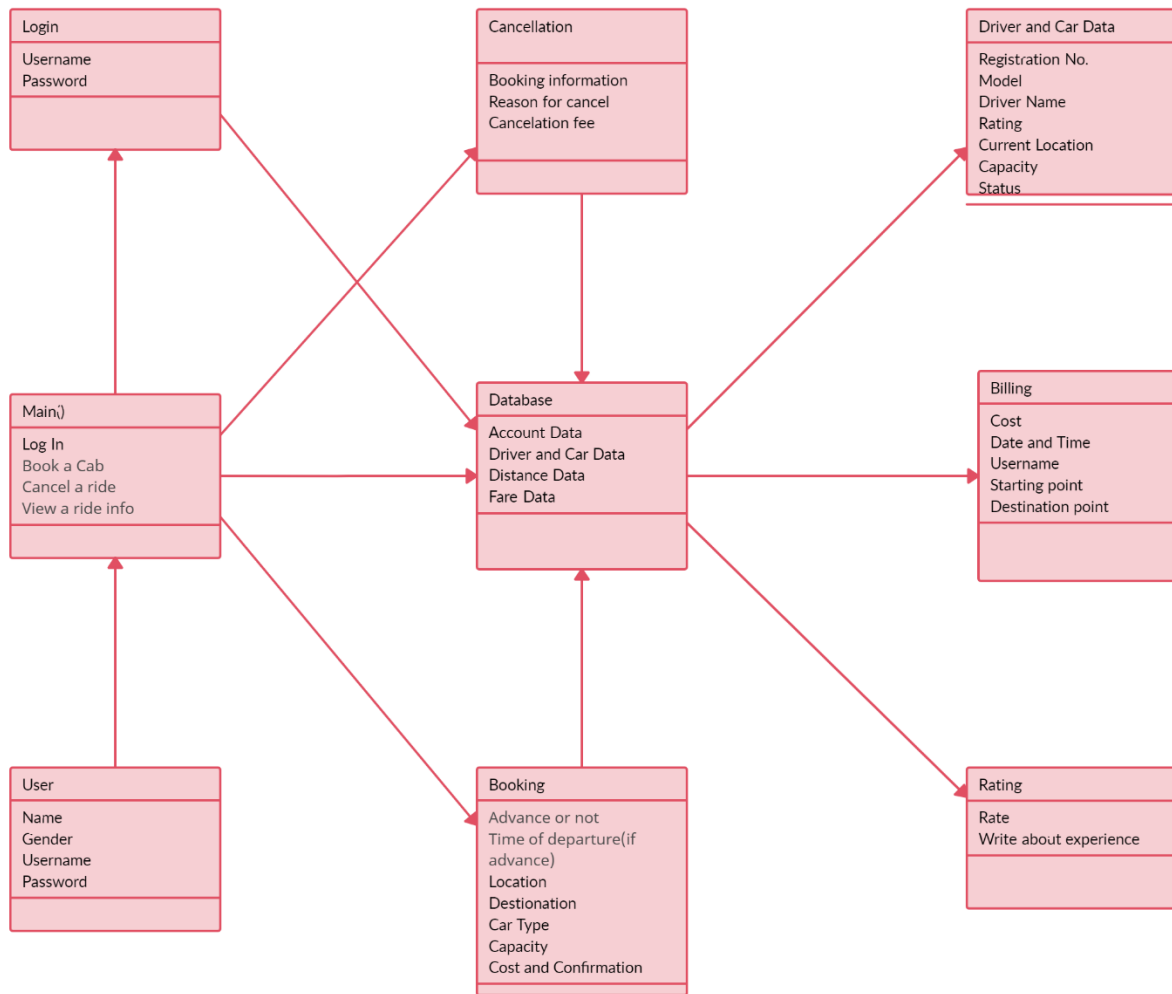 Login
Username
Password
Cancellation
Booking information
Reason for cancel
Cancelation fee
Driver and Car Data
Registration No.
Model
Driver Name
Rating
Current Location
Capacity
Status
Main()
Log In
Book a Cab
Cancel a ride
View a ride info
Database
Account Data
Driver and Car Data
Distance Data
Fare Data
Billing
Cost
Date and Time
Username
Starting point
Destination point
User
Name
Gender
Username
Password
Booking
Advance or not
Time of departure(if
advance)
Location
Destionation
Car Type
Capacity
Cost and Confirmation
Rating
Rate
Write about experience